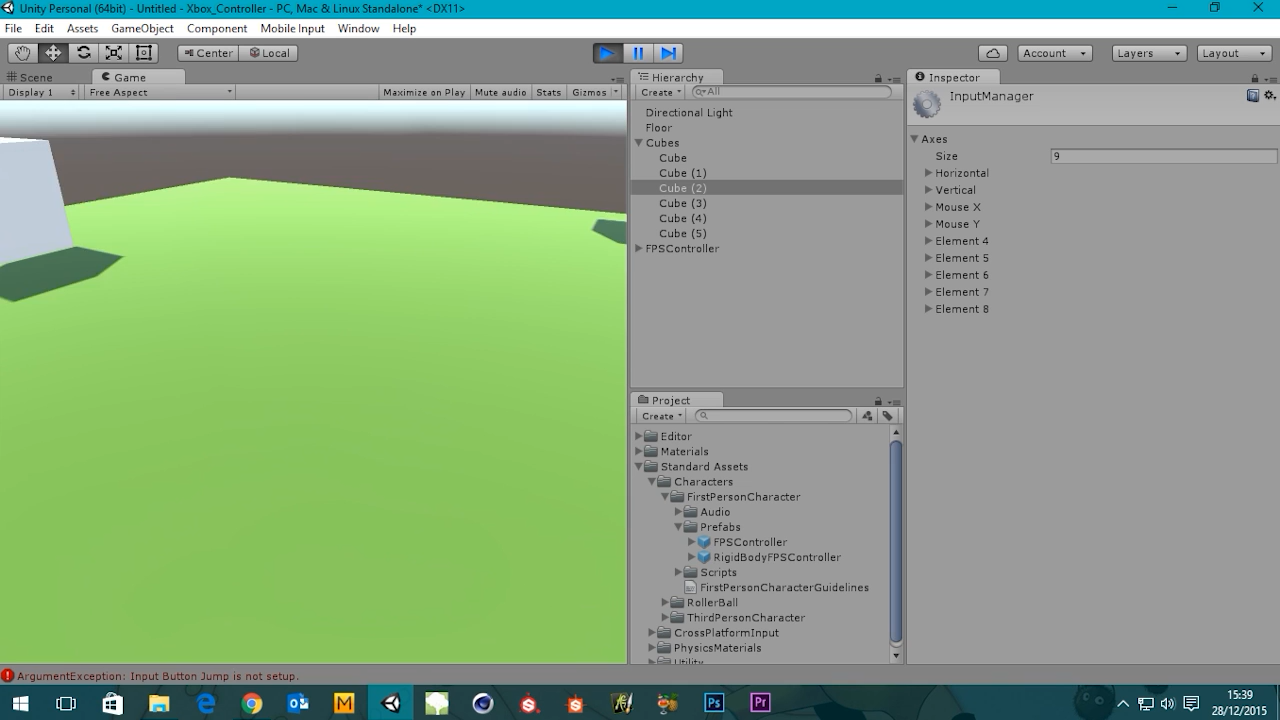 Unity Personal (64bit) - Untitled - Xbox_Controller - PC, Mac & Linux Standalone* <DX11>
File Edit Assets GameObject Component Mobile Input Window Help
Center Local Account Layers Layout
Scene Game
Display 1 Free Aspect Maximize on Play Mute audio Stats Gizmos
Hierarchy
Create All
Directional Light
Floor
Cubes
Cube
Cube (1)
Cube (2)
Cube (3)
Cube (4)
Cube (5)
FPSController
Project
Create
Editor
Materials
Standard Assets
Characters
FirstPersonCharacter
Audio
Prefabs
FPSController
RigidBodyFPSController
Scripts
FirstPersonCharacterGuidelines
RollerBall
ThirdPersonCharacter
CrossPlatformInput
PhysicsMaterials
Utility
Inspector
InputManager
Axes
Size 9
Horizontal
Vertical
Mouse X
Mouse Y
Element 4
Element 5
Element 6
Element 7
Element 8
ArgumentException: Input Button Jump is not setup.
M Ps Pr
15:39
28/12/2015